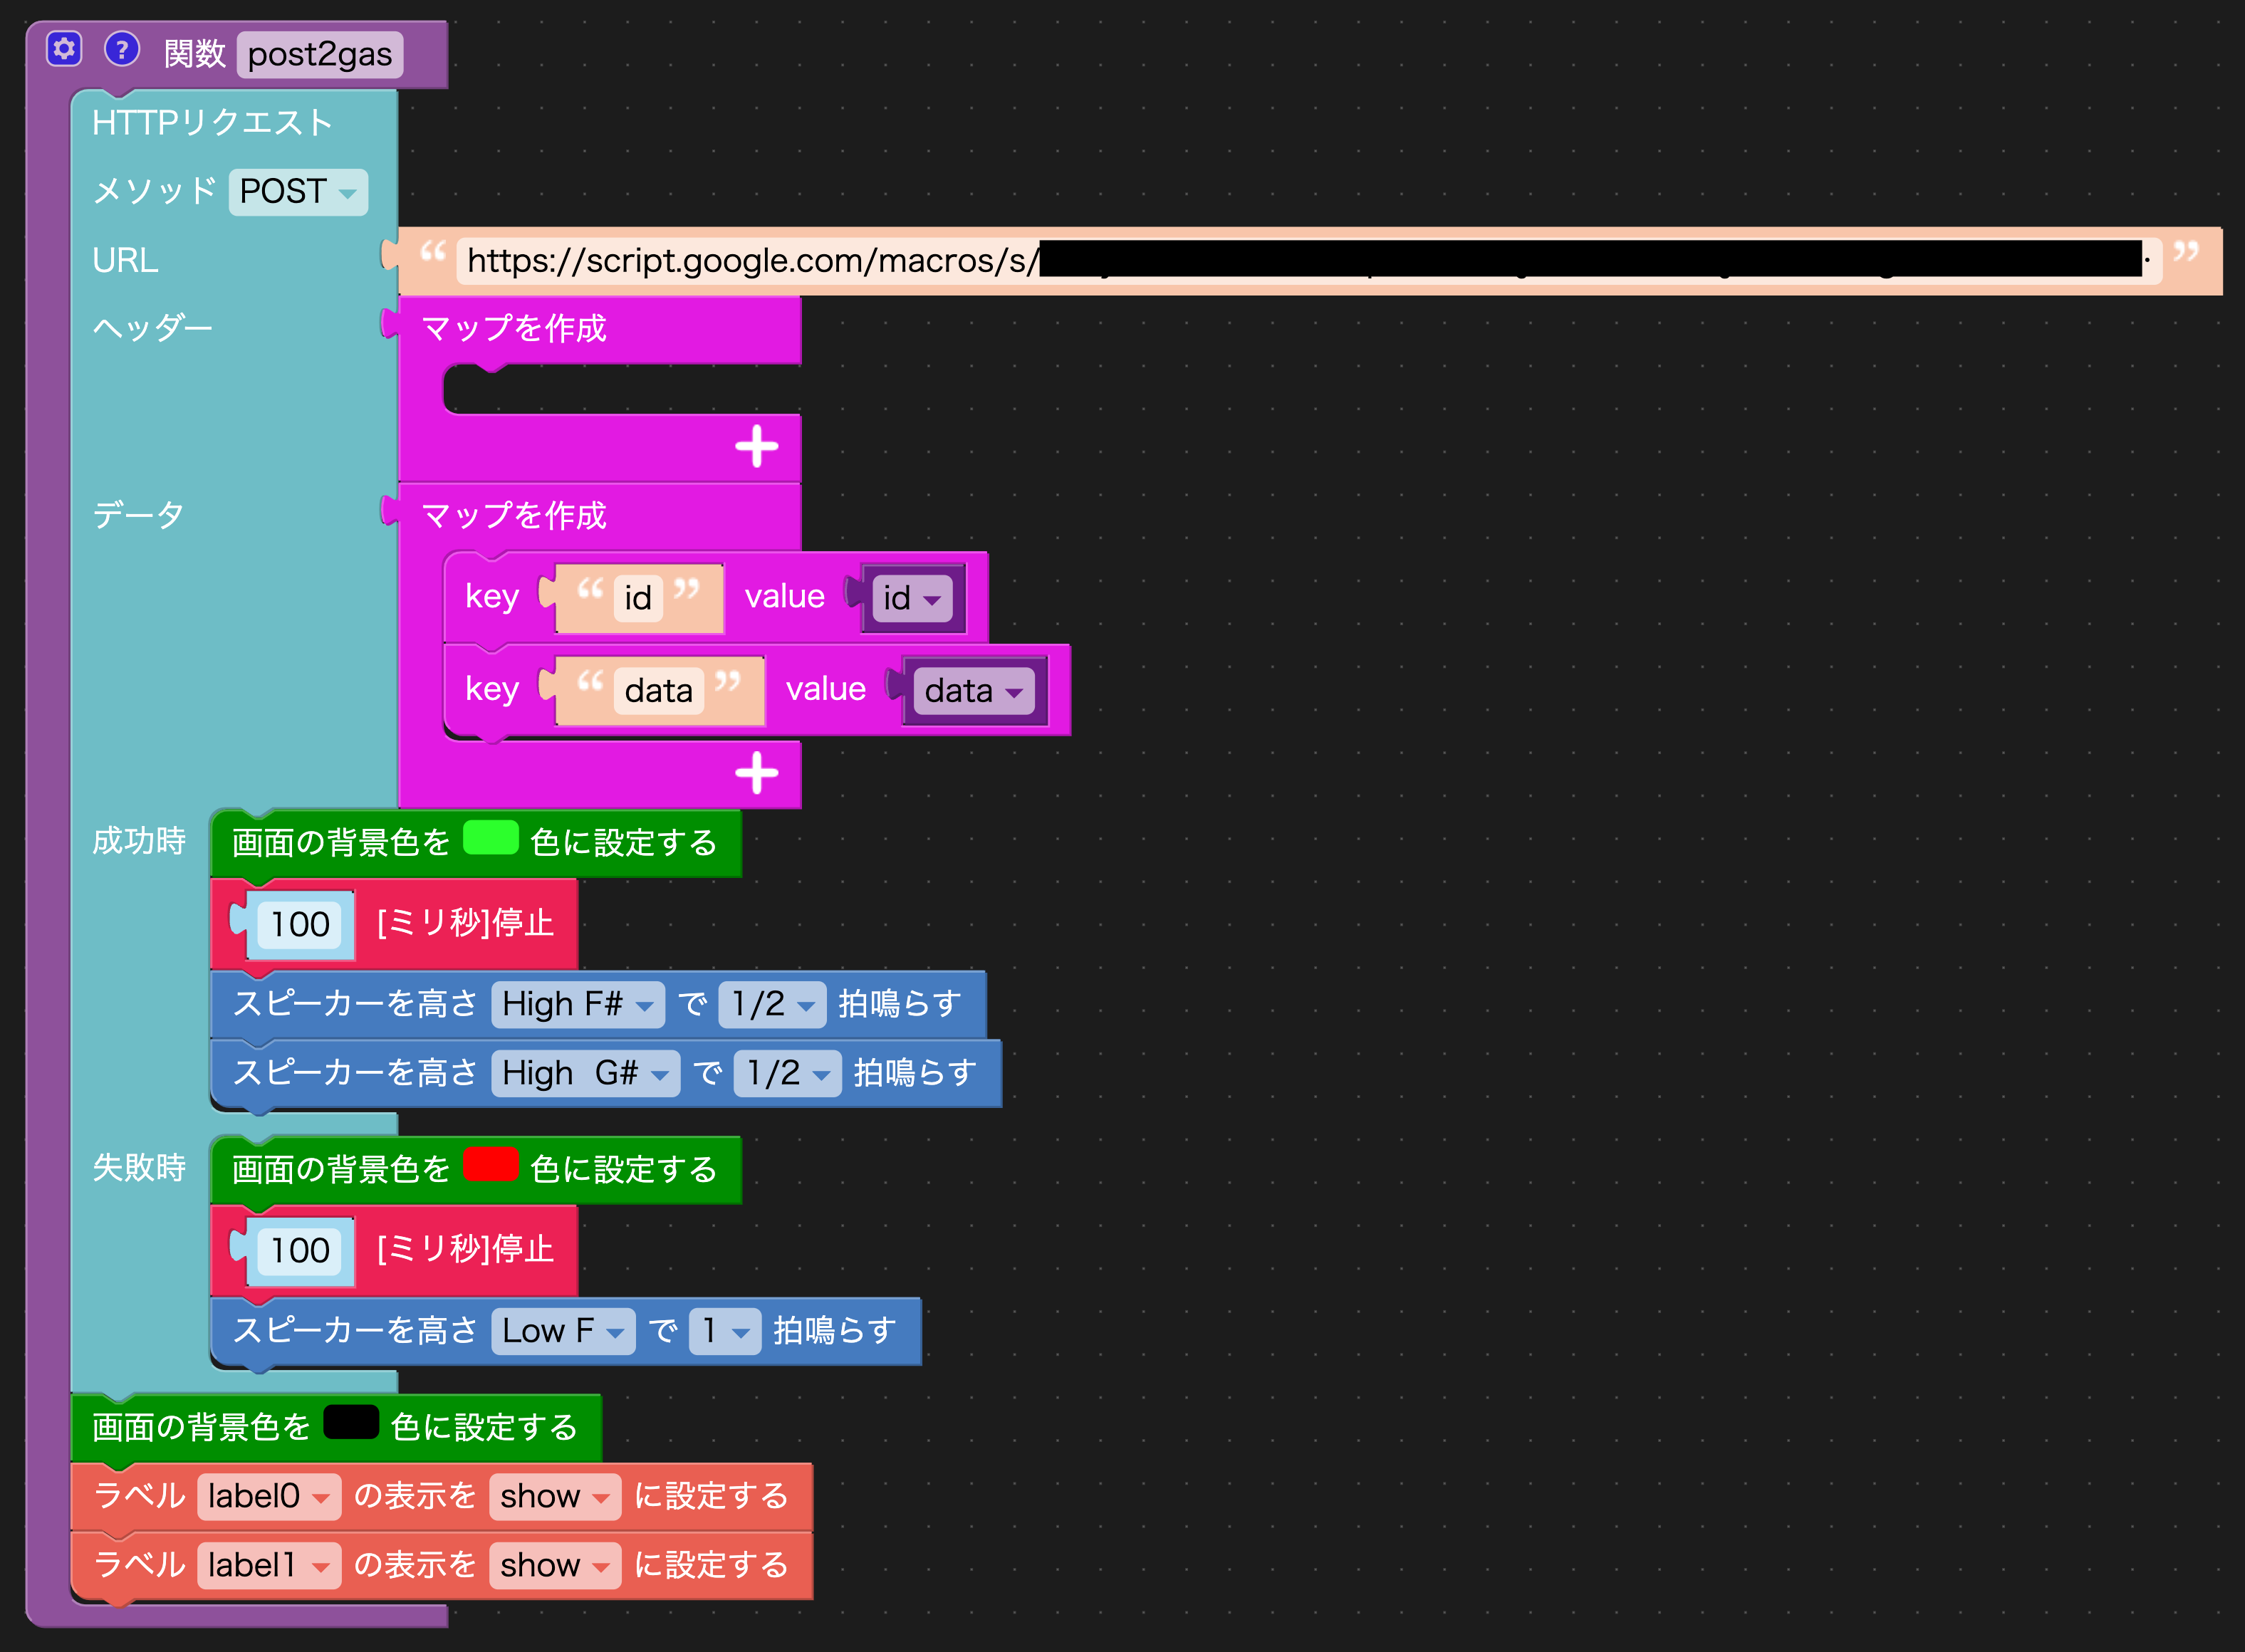 ? 関数 post2gas
HTTPリクエスト
メソッド POST
URL “ https://script.google.com/macros/s/ ”
ヘッダー マップを作成
データ マップを作成
key “ id ” value id
key “ data ” value data
成功時 画面の背景色を 色に設定する
100 [ミリ秒]停止
スピーカーを高さ High F# で 1/2 拍鳴らす
スピーカーを高さ High G# で 1/2 拍鳴らす
失敗時 画面の背景色を 色に設定する
100 [ミリ秒]停止
スピーカーを高さ Low F で 1 拍鳴らす
画面の背景色を 色に設定する
ラベル label0 の表示を show に設定する
ラベル label1 の表示を show に設定する